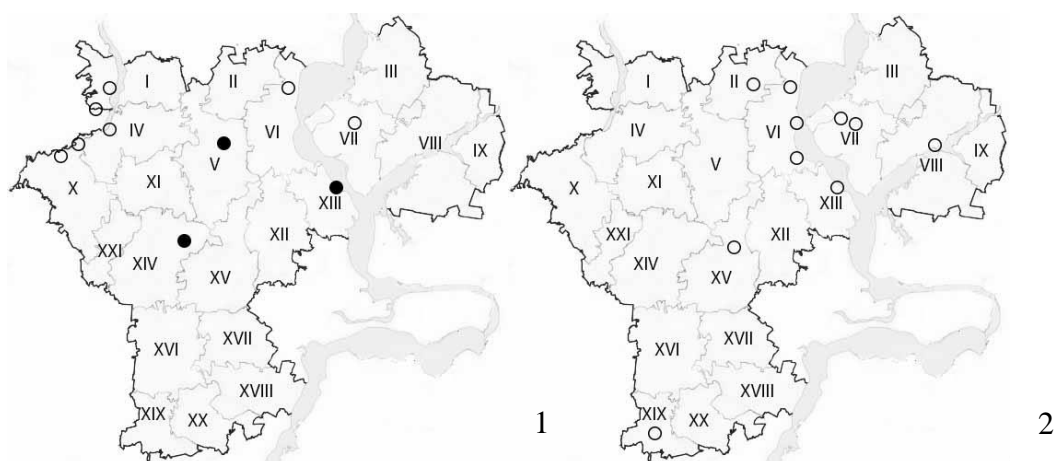 I II III
IV V VI VII VIII IX
X XI XII XIII
XXI XIV XV
XVI XVII
XVIII
XIX XX
1
I II III
IV V VI VII VIII IX
X XI XII XIII
XXI XIV XV
XVI XVII
XVIII
XIX XX
2